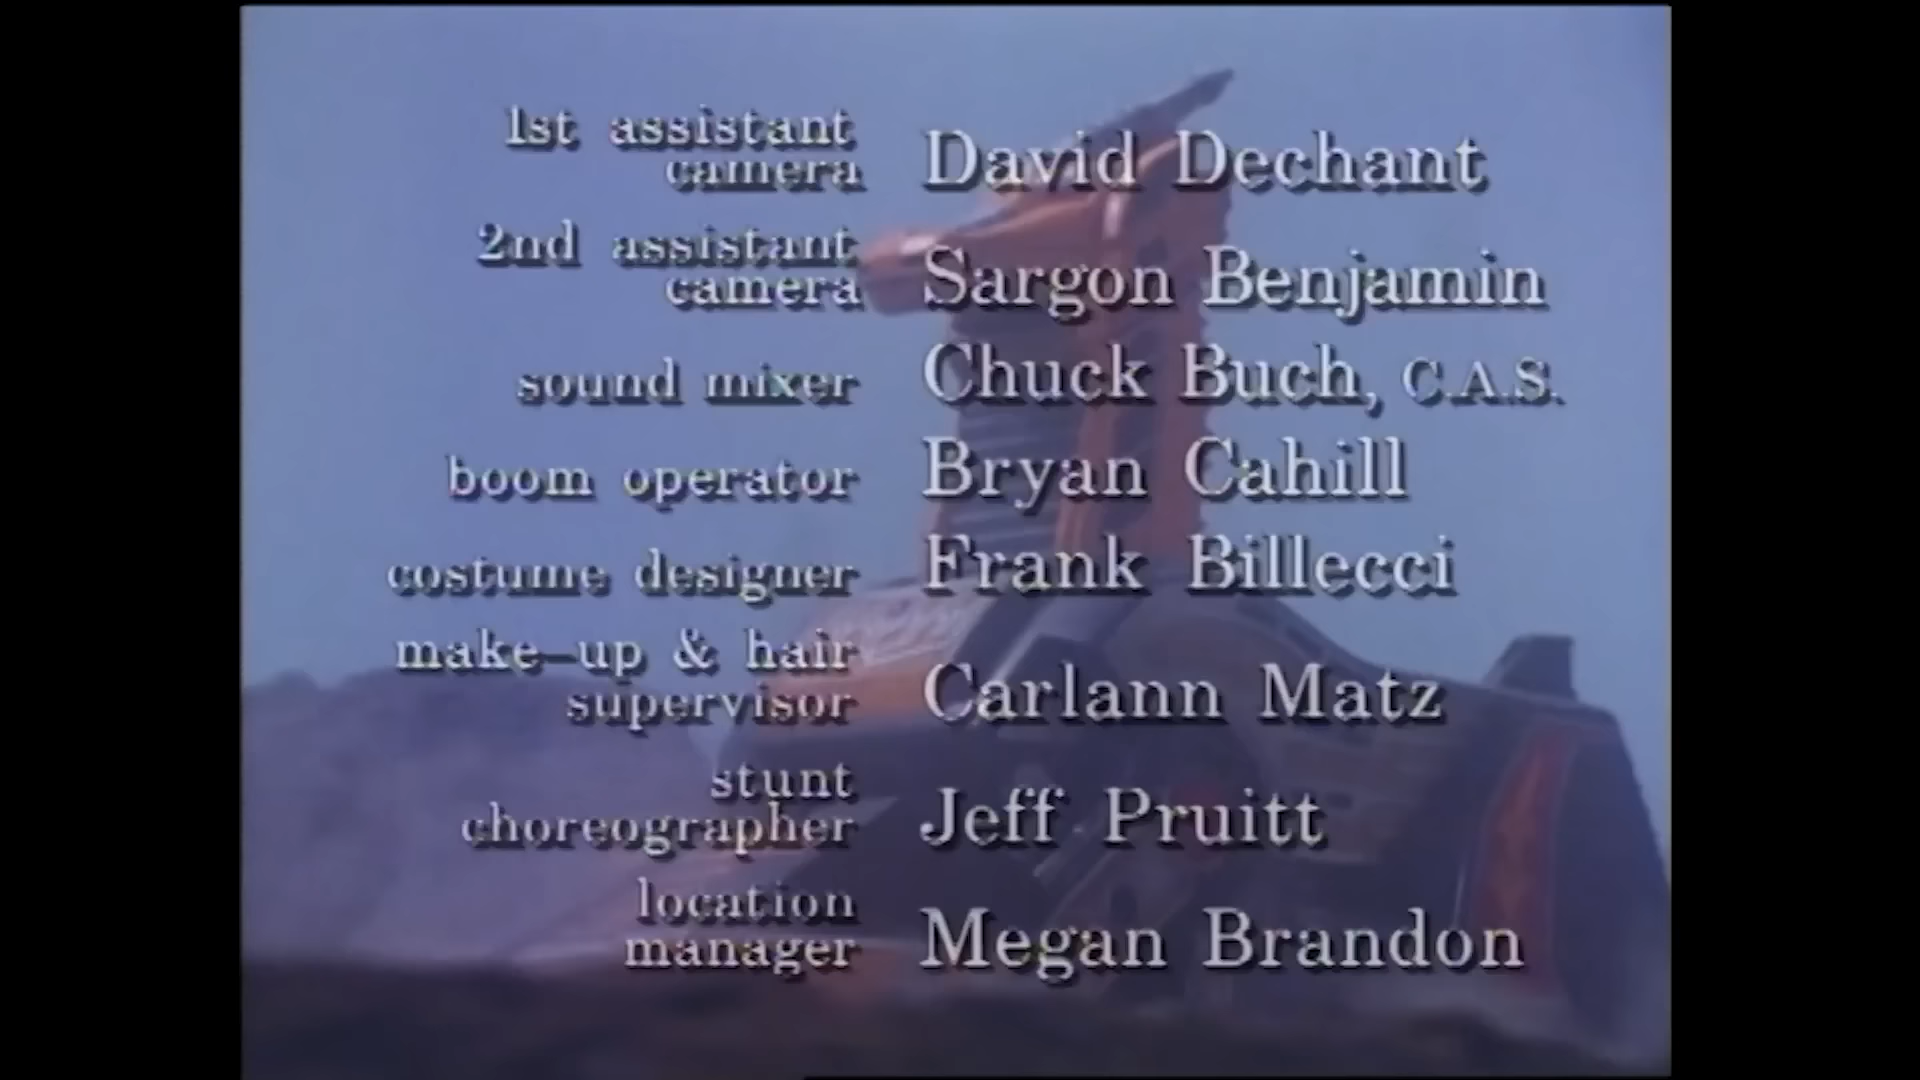 1st assistant
camera David Dechant
2nd assistant
camera Sargon Benjamin
sound mixer Chuck Buch, C.A.S.
boom operator Bryan Cahill
costume designer Frank Billecci
make-up & hair
supervisor Carlann Matz
stunt
choreographer Jeff Pruitt
location
manager Megan Brandon